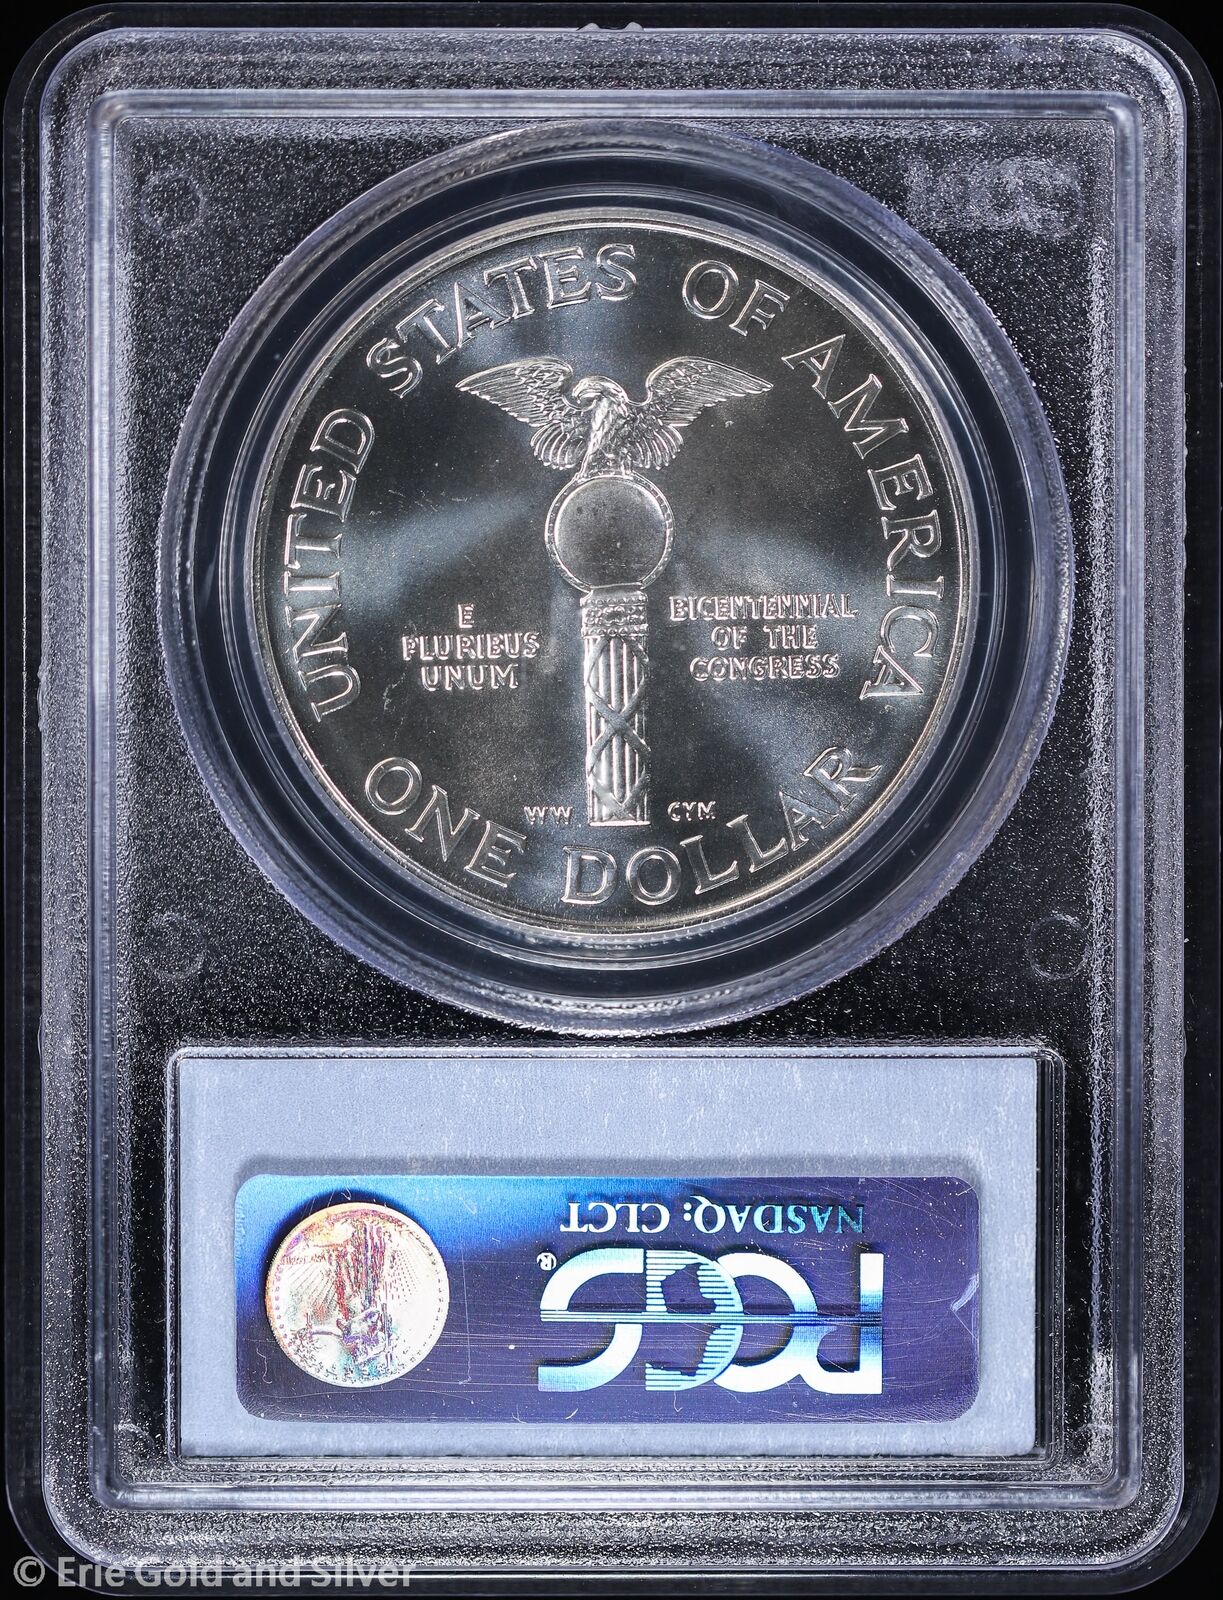 UNITED STATES OF AMERICA
E
PLURIBUS
UNUM
BICENTENNIAL
OF THE
CONGRESS
WW
CYM
ONE DOLLAR
NASDAQ: CLCT
PCGS®
© Erie Gold and Silver